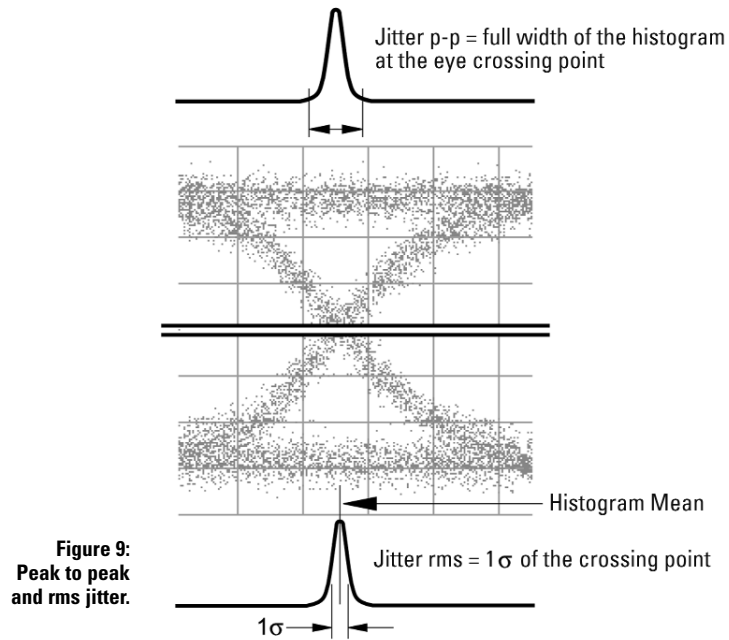 Jitter p-p = full width of the histogram
at the eye crossing point
Histogram Mean
Figure 9:
Peak to peak
and rms jitter.
Jitter rms = 1σ of the crossing point
1σ